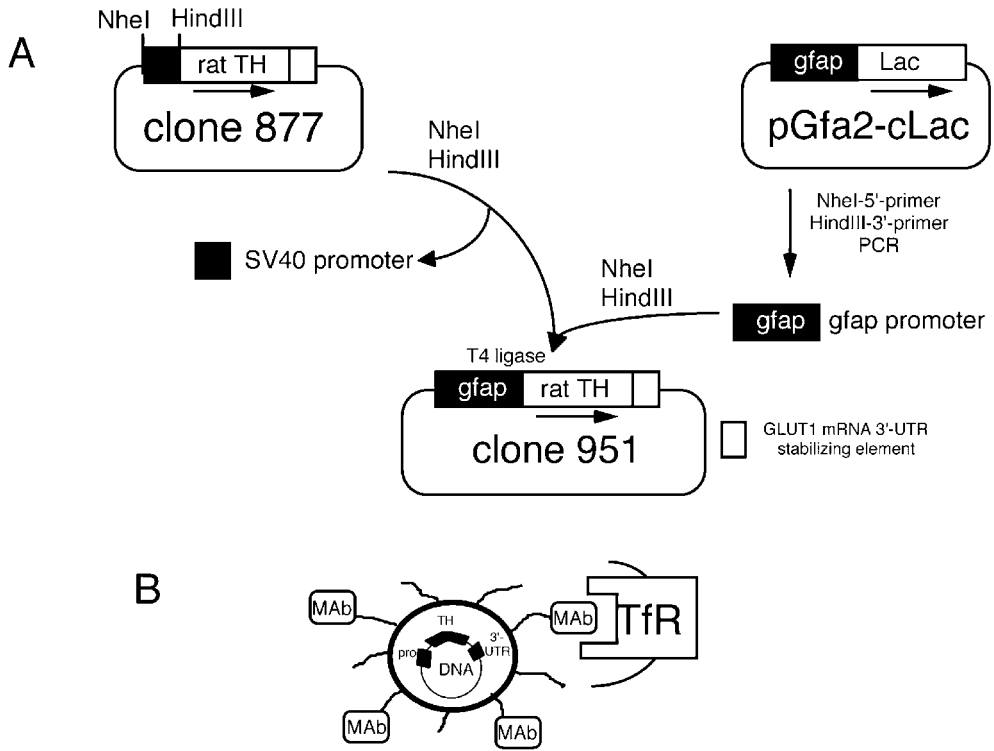 A
NheI HindIII
rat TH
clone 877
gfap Lac
pGfa2-cLac
NheI
HindIII
NheI-5'-primer
HindIII-3'-primer
PCR
SV40 promoter
NheI
HindIII
gfap gfap promoter
T4 ligase
gfap rat TH
clone 951
GLUT1 mRNA 3'-UTR
stabilizing element
B
MAb
TH
pro
3'-
UTR
DNA
MAb
TfR
MAb
MAb